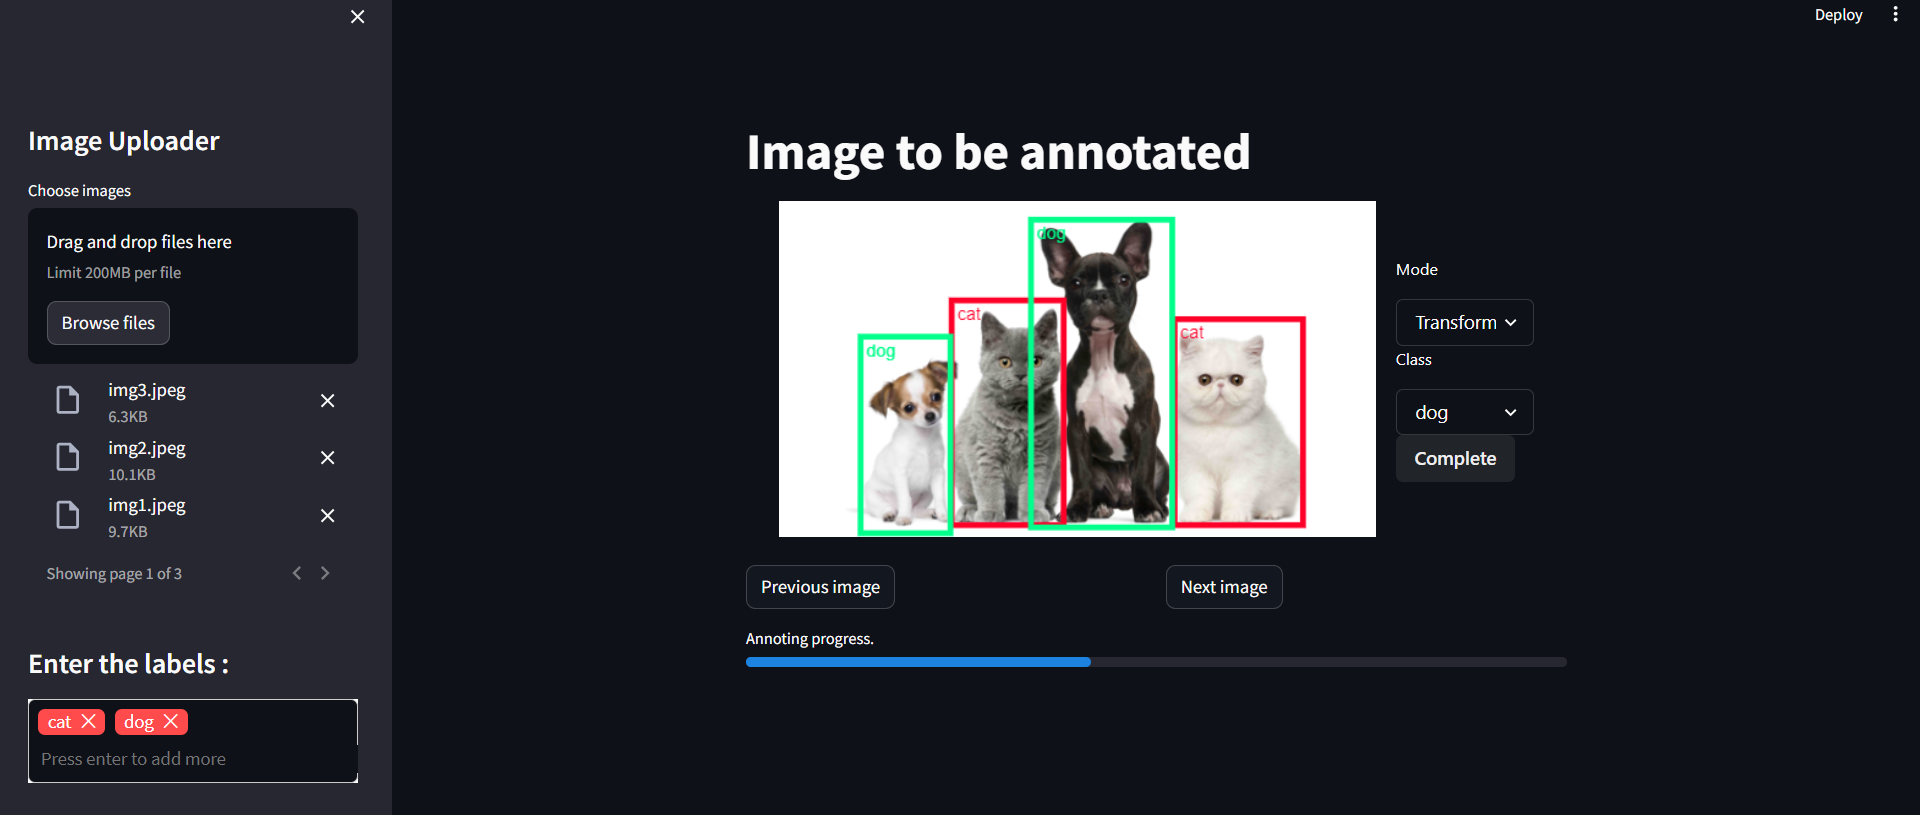 Deploy
Image Uploader
Choose images
Drag and drop files here
Limit 200MB per file
Browse files
img3.jpeg
6.3KB
img2.jpeg
10.1KB
img1.jpeg
9.7KB
Showing page 1 of 3
Enter the labels :
cat dog
Press enter to add more
Image to be annotated
dog
cat
dog
cat
Mode
Transform
Class
dog
Complete
Previous image Next image
Annoting progress.